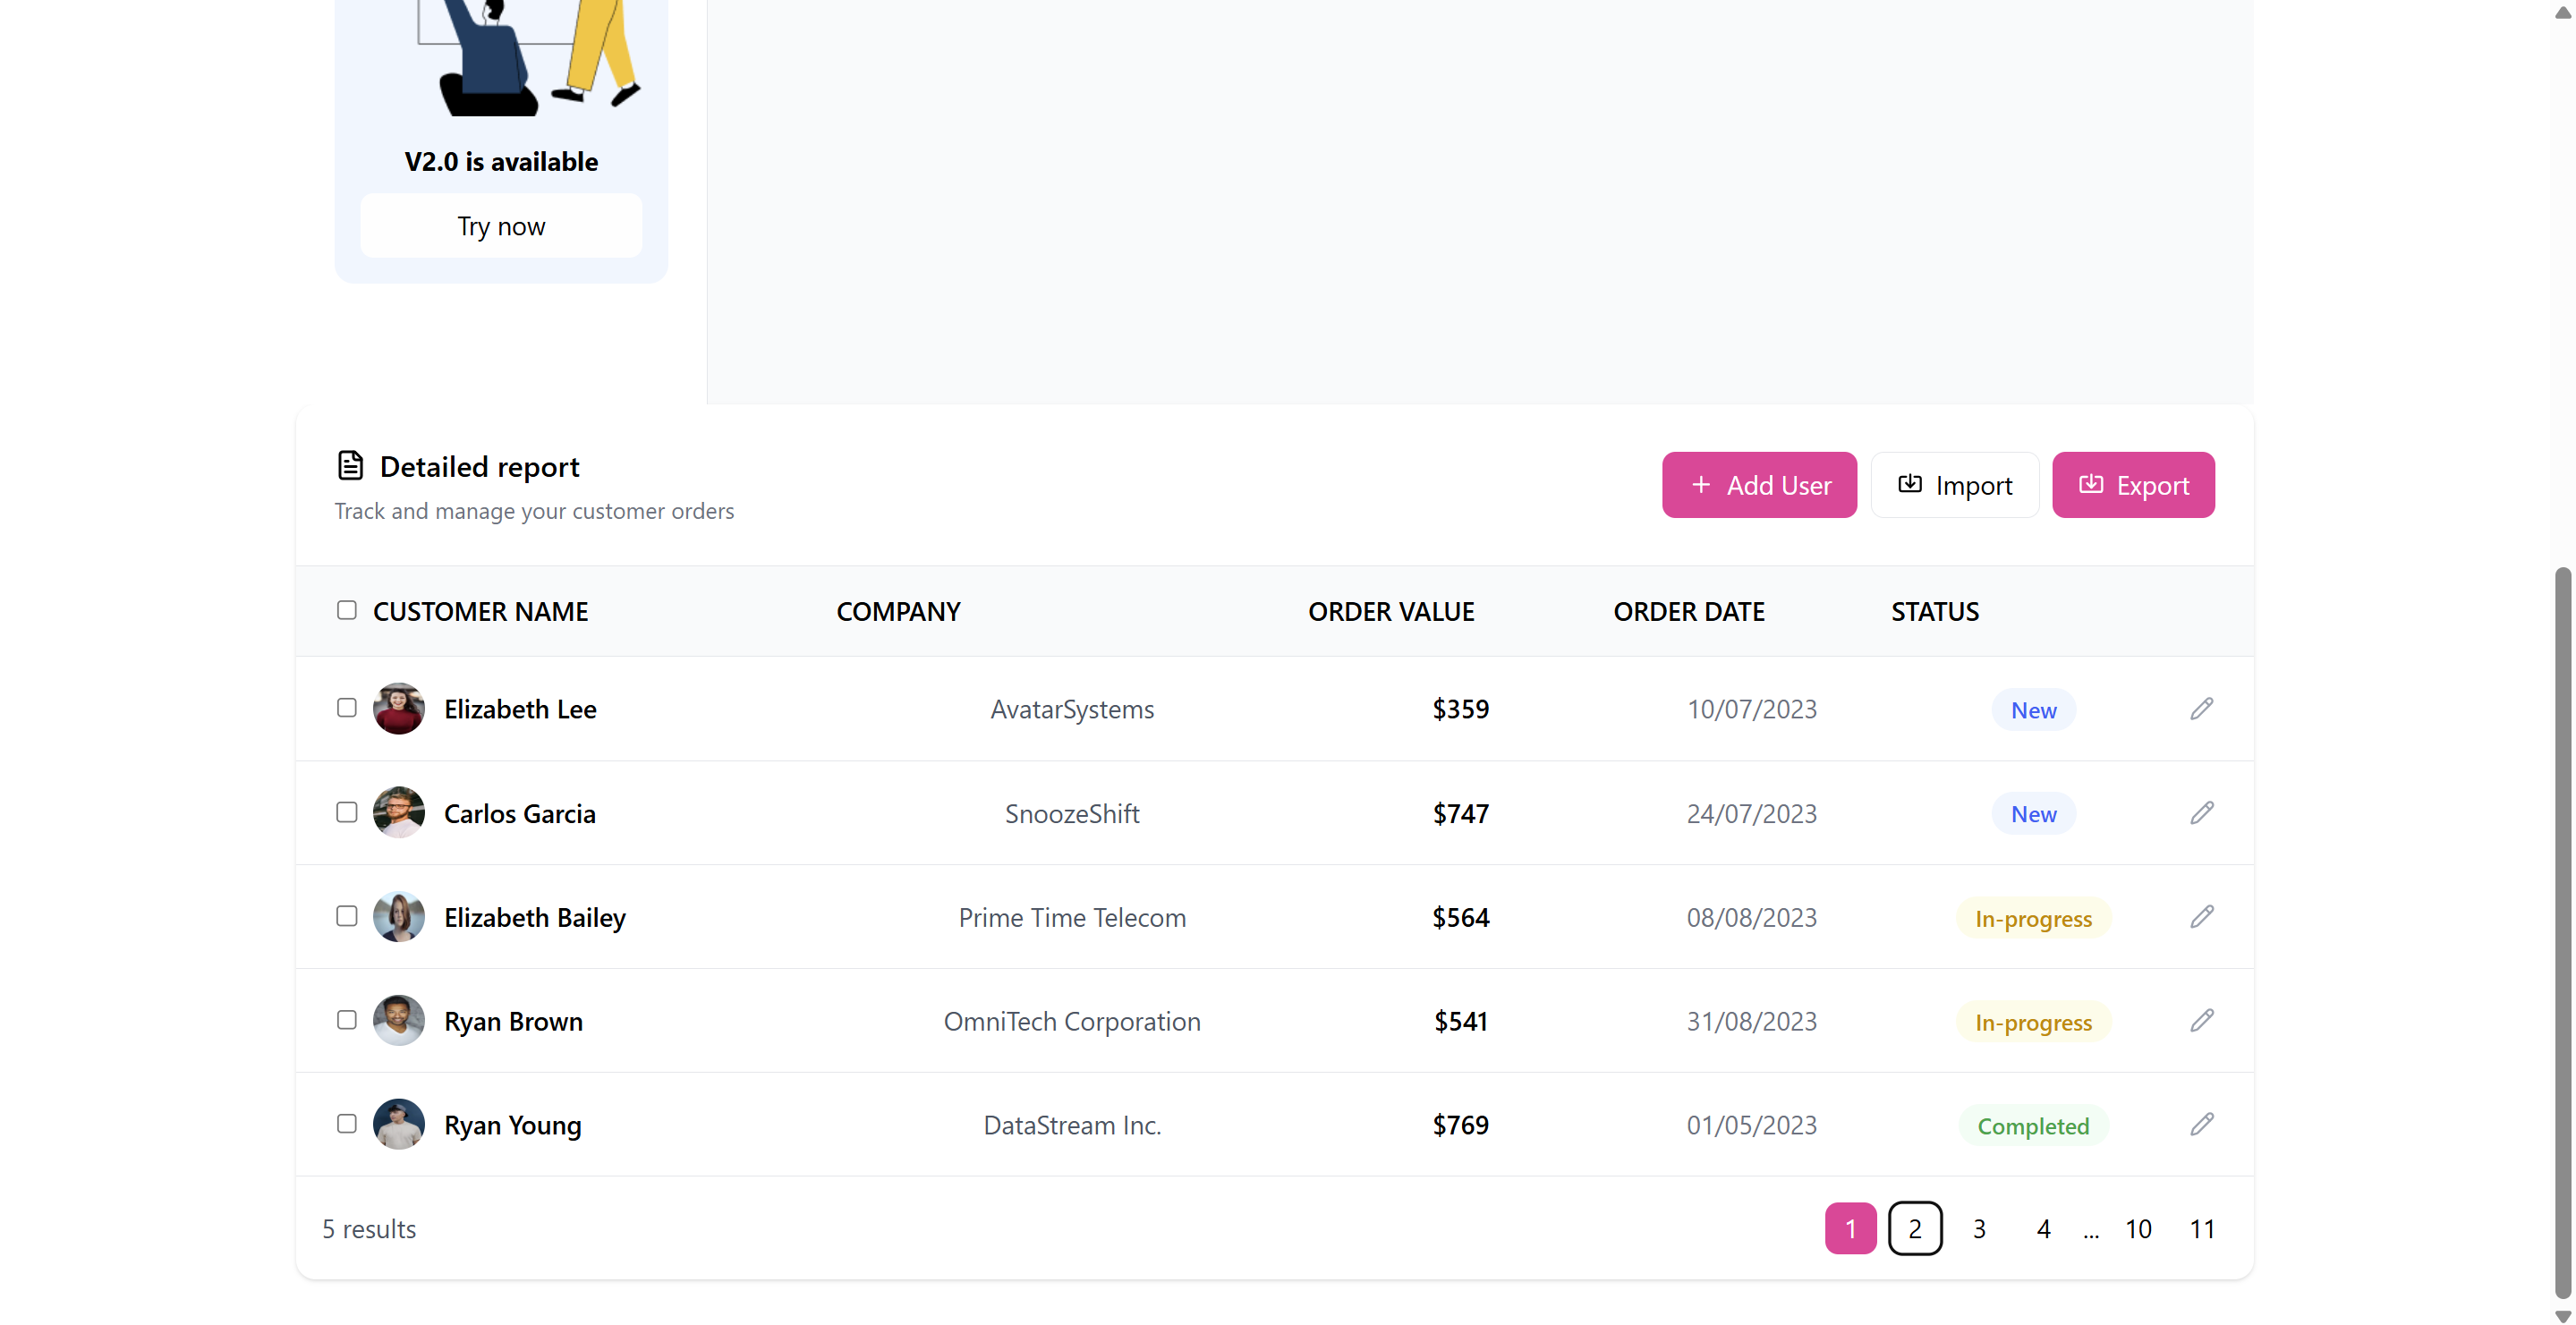 V2.0 is available
Try now
Detailed report
Track and manage your customer orders
Add User
Import
Export
CUSTOMER NAME COMPANY ORDER VALUE ORDER DATE STATUS
Elizabeth Lee AvatarSystems $359 10/07/2023 New
Carlos Garcia SnoozeShift $747 24/07/2023 New
Elizabeth Bailey Prime Time Telecom $564 08/08/2023 In-progress
Ryan Brown OmniTech Corporation $541 31/08/2023 In-progress
Ryan Young DataStream Inc. $769 01/05/2023 Completed
5 results 1 2 3 4 ... 10 11